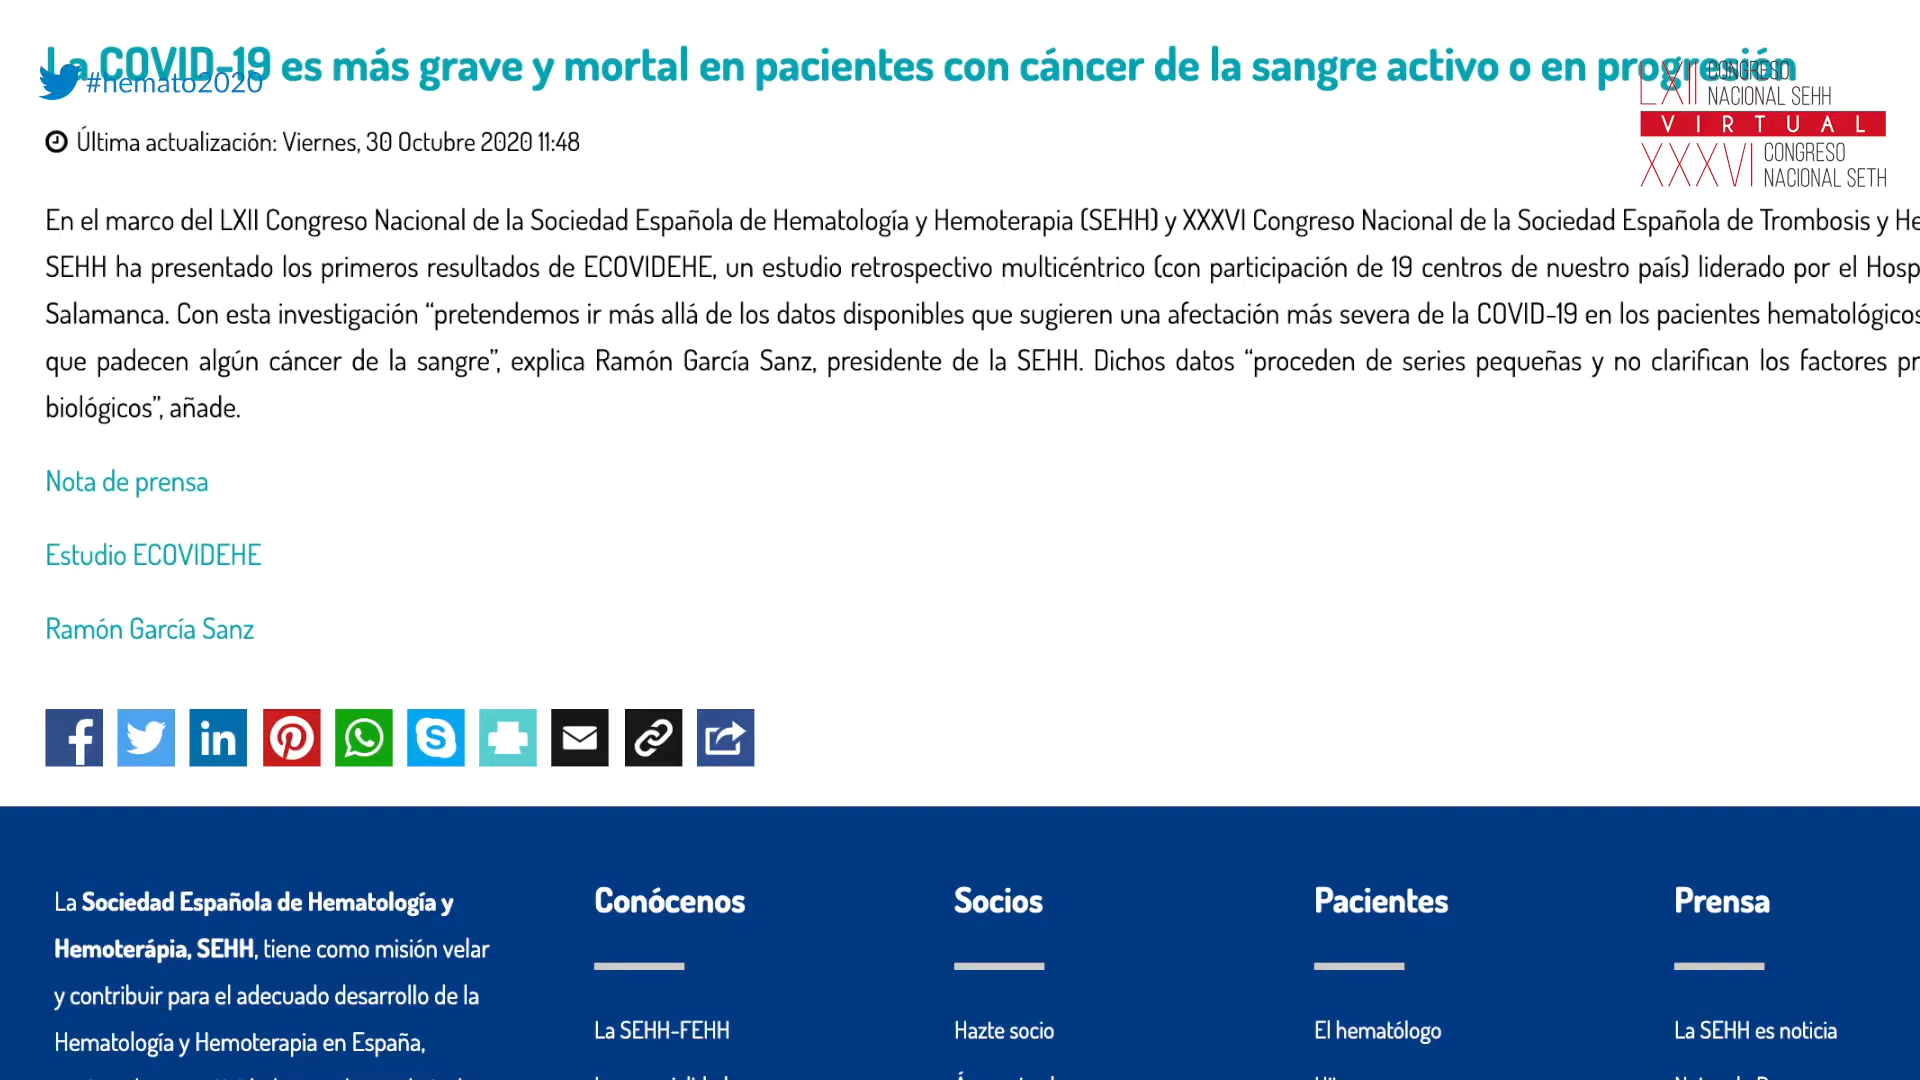 La COVID-19 es más grave y mortal en pacientes con cáncer de la sangre activo o en progresión
#hemato2020
LXII CONGRESO
NACIONAL SEHH
VIRTUAL
XXXVI CONGRESO
NACIONAL SETH
Última actualización: Viernes, 30 Octubre 2020 11:48
En el marco del LXII Congreso Nacional de la Sociedad Española de Hematología y Hemoterapia (SEHH) y XXXVI Congreso Nacional de la Sociedad Española de Trombosis y
SEHH ha presentado los primeros resultados de ECOVIDEHE, un estudio retrospectivo multicéntrico (con participación de 19 centros de nuestro país) liderado por el
Salamanca. Con esta investigación “pretendemos ir más allá de los datos disponibles que sugieren una afectación más severa de la COVID-19 en los pacientes hematológicos
que padecen algún cáncer de la sangre”, explica Ramón García Sanz, presidente de la SEHH. Dichos datos “proceden de series pequeñas y no clarifican los factores
biológicos”, añade.
Nota de prensa
Estudio ECOVIDEHE
Ramón García Sanz
La Sociedad Española de Hematología y
Hemoterápia, SEHH, tiene como misión velar
y contribuir para el adecuado desarrollo de la
Hematología y Hemoterapia en España,
Conócenos
La SEHH-FEHH
Socios
Hazte socio
Pacientes
El hematólogo
Prensa
La SEHH es noticia